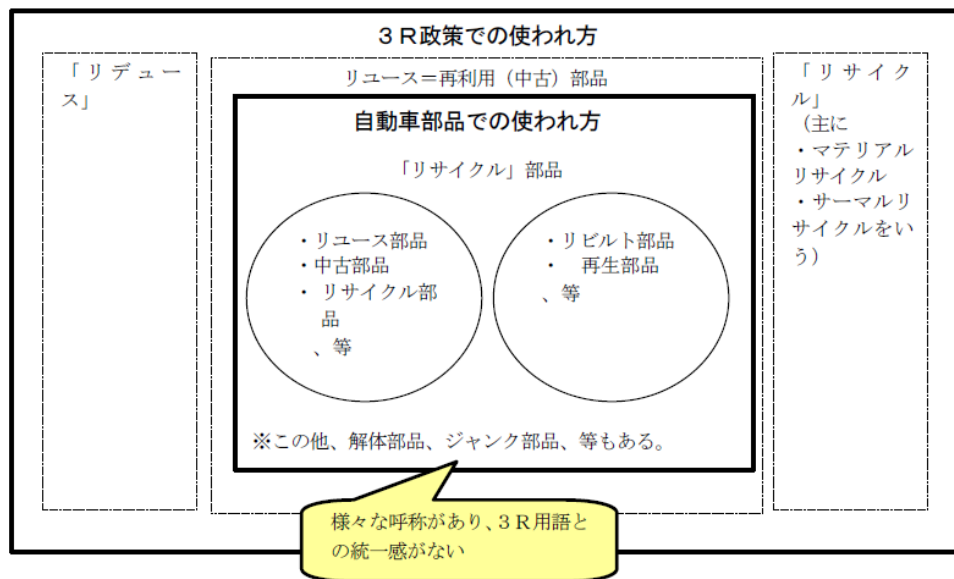 ３Ｒ政策での使われ方
「リデュー
ス」
リユース＝再利用（中古）部品
自動車部品での使われ方
「リサイクル」部品
・リユース部品
・中古部品
・ リサイクル部
品
、等
・リビルト部品
・　再生部品
、等
※この他、解体部品、ジャンク部品、等もある。
「リサイク
ル」
（主に
・マテリアル
リサイクル
・サーマルリ
サイクルをい
う）
様々な呼称があり、３Ｒ用語と
の統一感がない